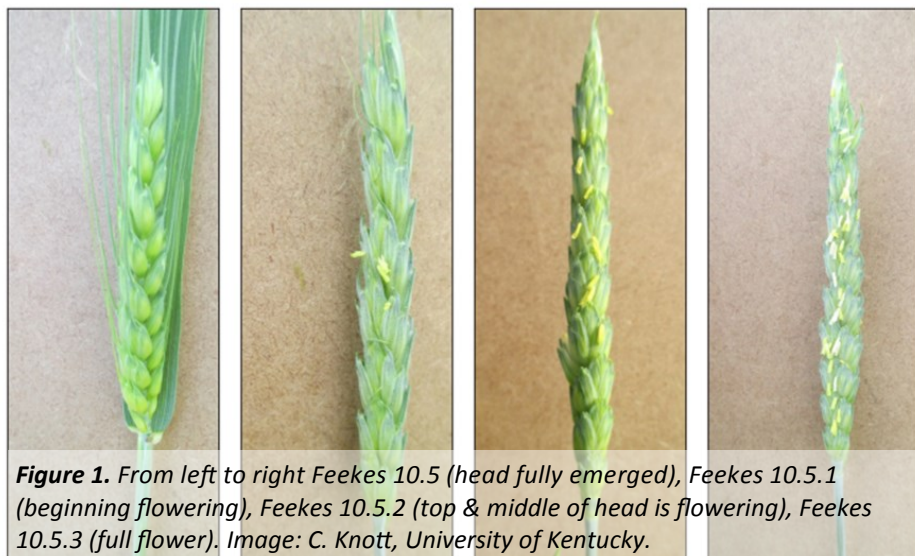 Figure 1. From left to right Feekes 10.5 (head fully emerged), Feekes 10.5.1
(beginning flowering), Feekes 10.5.2 (top & middle of head is flowering), Feekes
10.5.3 (full flower). Image: C. Knott, University of Kentucky.